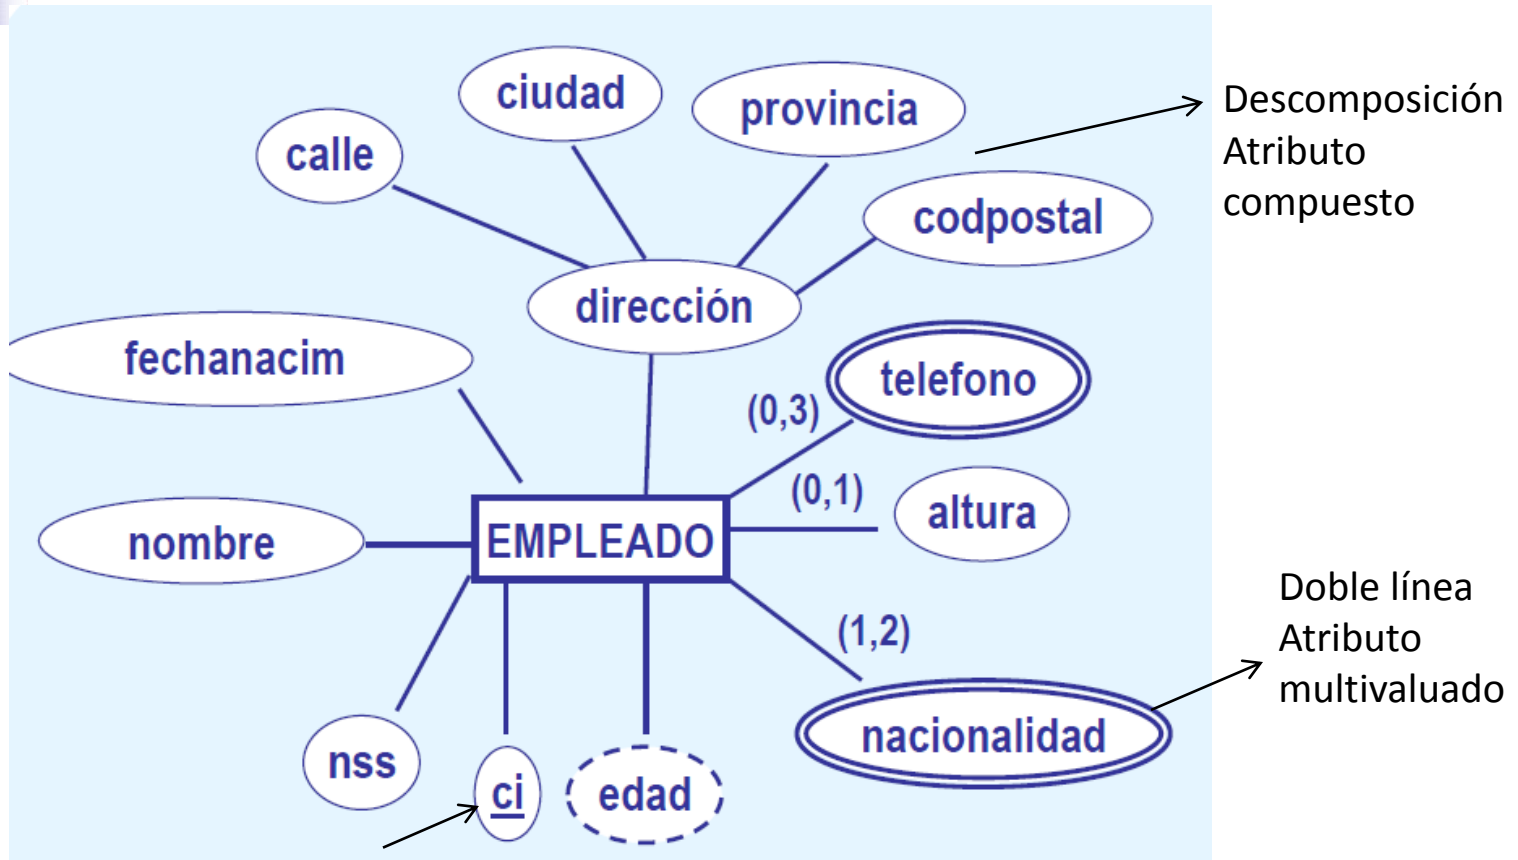 ciudad
provincia
calle
codpostal
Descomposición
Atributo
compuesto
dirección
fechanacim
telefono
(0,3)
(0,1)
altura
nombre
EMPLEADO
(1,2)
nacionalidad
Doble línea
Atributo
multivaluado
nss
ci
edad